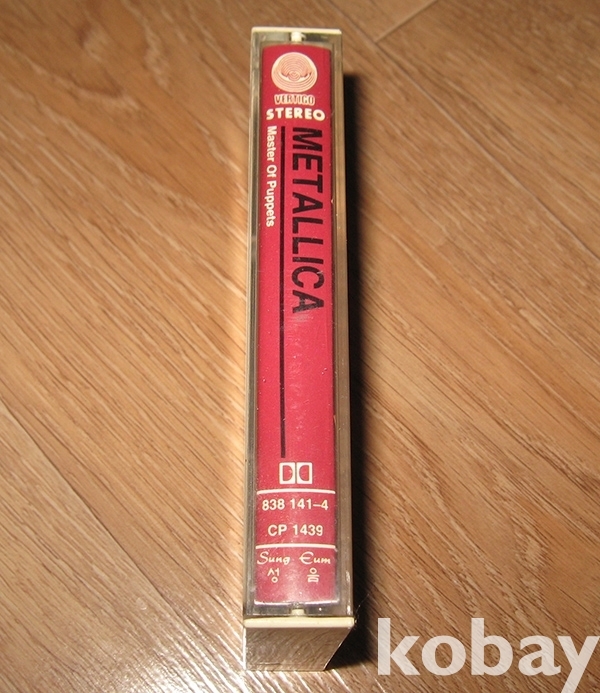 VERTIGO
STEREO
METALLICA
Master Of Puppets
838 141-4
CP 1439
Sung Eum
성 음
kobay